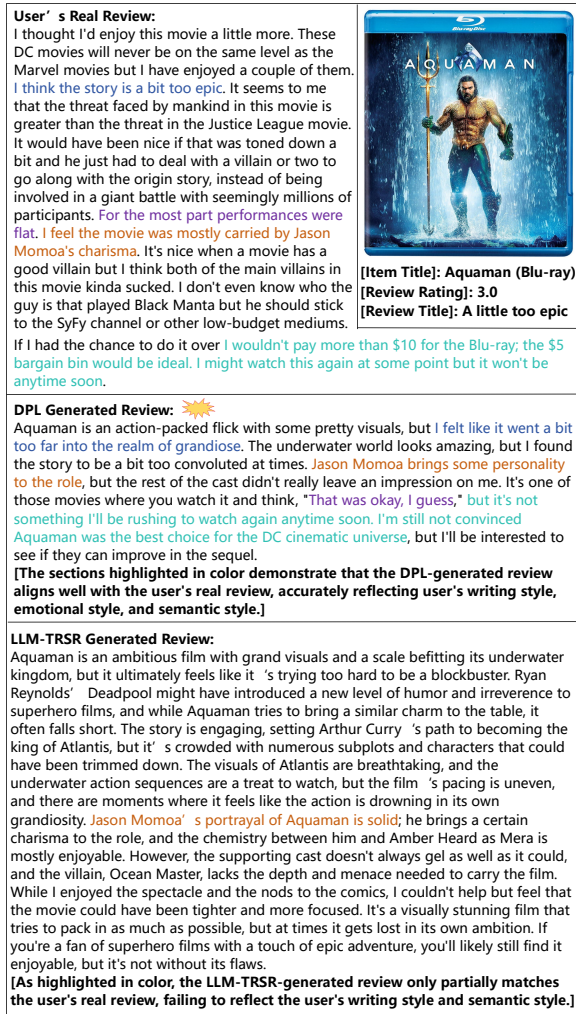 User’s Real Review:
I thought I'd enjoy this movie a little more. These
DC movies will never be on the same level as the
Marvel movies but I have enjoyed a couple of them.
I think the story is a bit too epic. It seems to me
that the threat faced by mankind in this movie is
greater than the threat in the Justice League movie.
It would have been nice if that was toned down a
bit and he just had to deal with a villain or two to
go along with the origin story, instead of being
involved in a giant battle with seemingly millions of
participants. For the most part performances were
flat. I feel the movie was mostly carried by Jason
Momoa's charisma. It's nice when a movie has a
good villain but I think both of the main villains in
this movie kinda sucked. I don't even know who the
guy is that played Black Manta but he should stick
to the SyFy channel or other low-budget mediums.
If I had the chance to do it over I wouldn't pay more than $10 for the Blu-ray; the $5
bargain bin would be ideal. I might watch this again at some point but it won't be
anytime soon.
Blu-ray Disc
AQUAMAN
[Item Title]: Aquaman (Blu-ray)
[Review Rating]: 3.0
[Review Title]: A little too epic
DPL Generated Review:
Aquaman is an action-packed flick with some pretty visuals, but I felt like it went a bit
too far into the realm of grandiose. The underwater world looks amazing, but I found
the story to be a bit too convoluted at times. Jason Momoa brings some personality
to the role, but the rest of the cast didn't really leave an impression on me. It's one of
those movies where you watch it and think, "That was okay, I guess," but it's not
something I'll be rushing to watch again anytime soon. I'm still not convinced
Aquaman was the best choice for the DC cinematic universe, but I'll be interested to
see if they can improve in the sequel.
[The sections highlighted in color demonstrate that the DPL-generated review
aligns well with the user's real review, accurately reflecting user's writing style,
emotional style, and semantic style.]
LLM-TRSR Generated Review:
Aquaman is an ambitious film with grand visuals and a scale befitting its underwater
kingdom, but it ultimately feels like it ‘s trying too hard to be a blockbuster. Ryan
Reynolds’ Deadpool might have introduced a new level of humor and irreverence to
superhero films, and while Aquaman tries to bring a similar charm to the table, it
often falls short. The story is engaging, setting Arthur Curry ‘s path to becoming the
king of Atlantis, but it’s crowded with numerous subplots and characters that could
have been trimmed down. The visuals of Atlantis are breathtaking, and the
underwater action sequences are a treat to watch, but the film ‘s pacing is uneven,
and there are moments where it feels like the action is drowning in its own
grandiosity. Jason Momoa’s portrayal of Aquaman is solid; he brings a certain
charisma to the role, and the chemistry between him and Amber Heard as Mera is
mostly enjoyable. However, the supporting cast doesn't always gel as well as it could,
and the villain, Ocean Master, lacks the depth and menace needed to carry the film.
While I enjoyed the spectacle and the nods to the comics, I couldn't help but feel that
the movie could have been tighter and more focused. It's a visually stunning film that
tries to pack in as much as possible, but at times it gets lost in its own ambition. If
you're a fan of superhero films with a touch of epic adventure, you'll likely still find it
enjoyable, but it's not without its flaws.
[As highlighted in color, the LLM-TRSR-generated review only partially matches
the user's real review, failing to reflect the user's writing style and semantic style.]